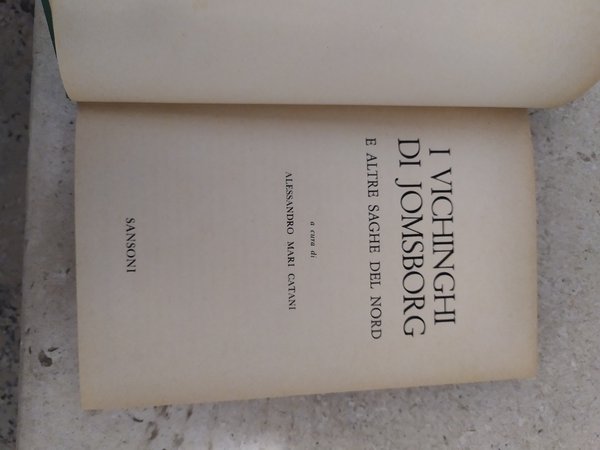 I VICHINGHI
DI JOMSBORG
E ALTRE SAGHE DEL NORD
a cura di:
ALESSANDRO MARI CATANI
SANSONI